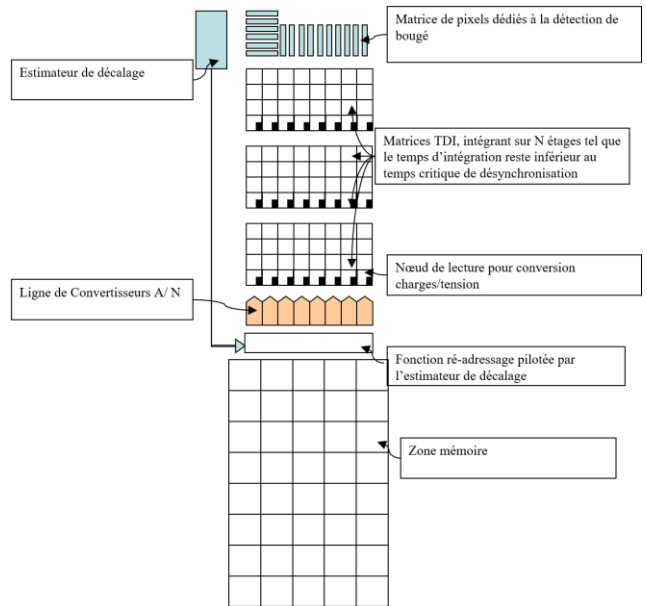 Matrice de pixels dédiés à la détection de
bougé
Estimateur de décalage
Matrices TDI, intégrant sur N étages tel que
le temps d'intégration reste inférieur au
temps critique de désynchronisation
Nœud de lecture pour conversion
charges/tension
Ligne de Convertisseurs A/ N
Fonction ré-adressage pilotée par
l'estimateur de décalage
Zone mémoire